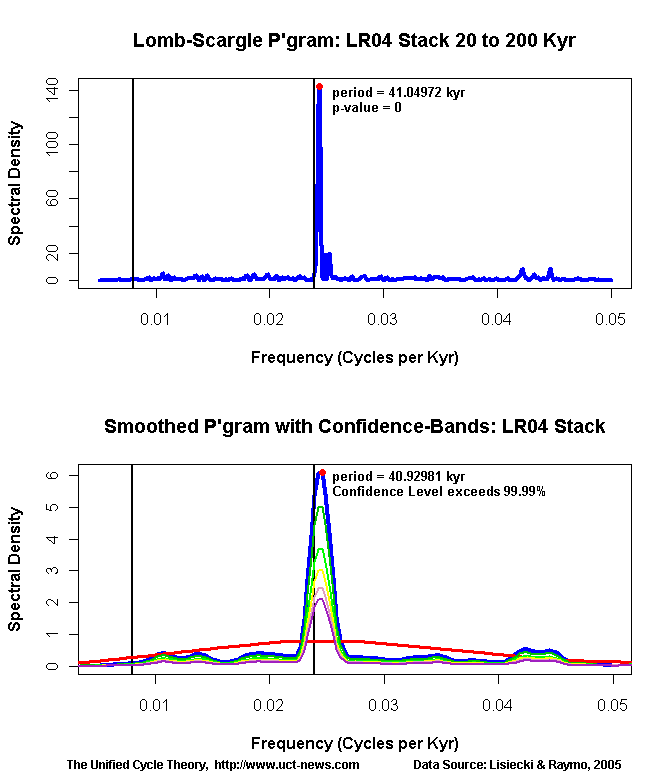 Lomb-Scargle P'gram: LR04 Stack 20 to 200 Kyr
period = 41.04972 kyr
p-value = 0
Spectral Density
140
100
60
20
0
0.01 0.02 0.03 0.04 0.05
Frequency (Cycles per Kyr)
Smoothed P'gram with Confidence-Bands: LR04 Stack
period = 40.92981 kyr
Confidence Level exceeds 99.99%
Spectral Density
6
5
4
3
2
1
0
0.01 0.02 0.03 0.04 0.05
Frequency (Cycles per Kyr)
The Unified Cycle Theory, http://www.uct-news.com Data Source: Lisiecki & Raymo, 2005